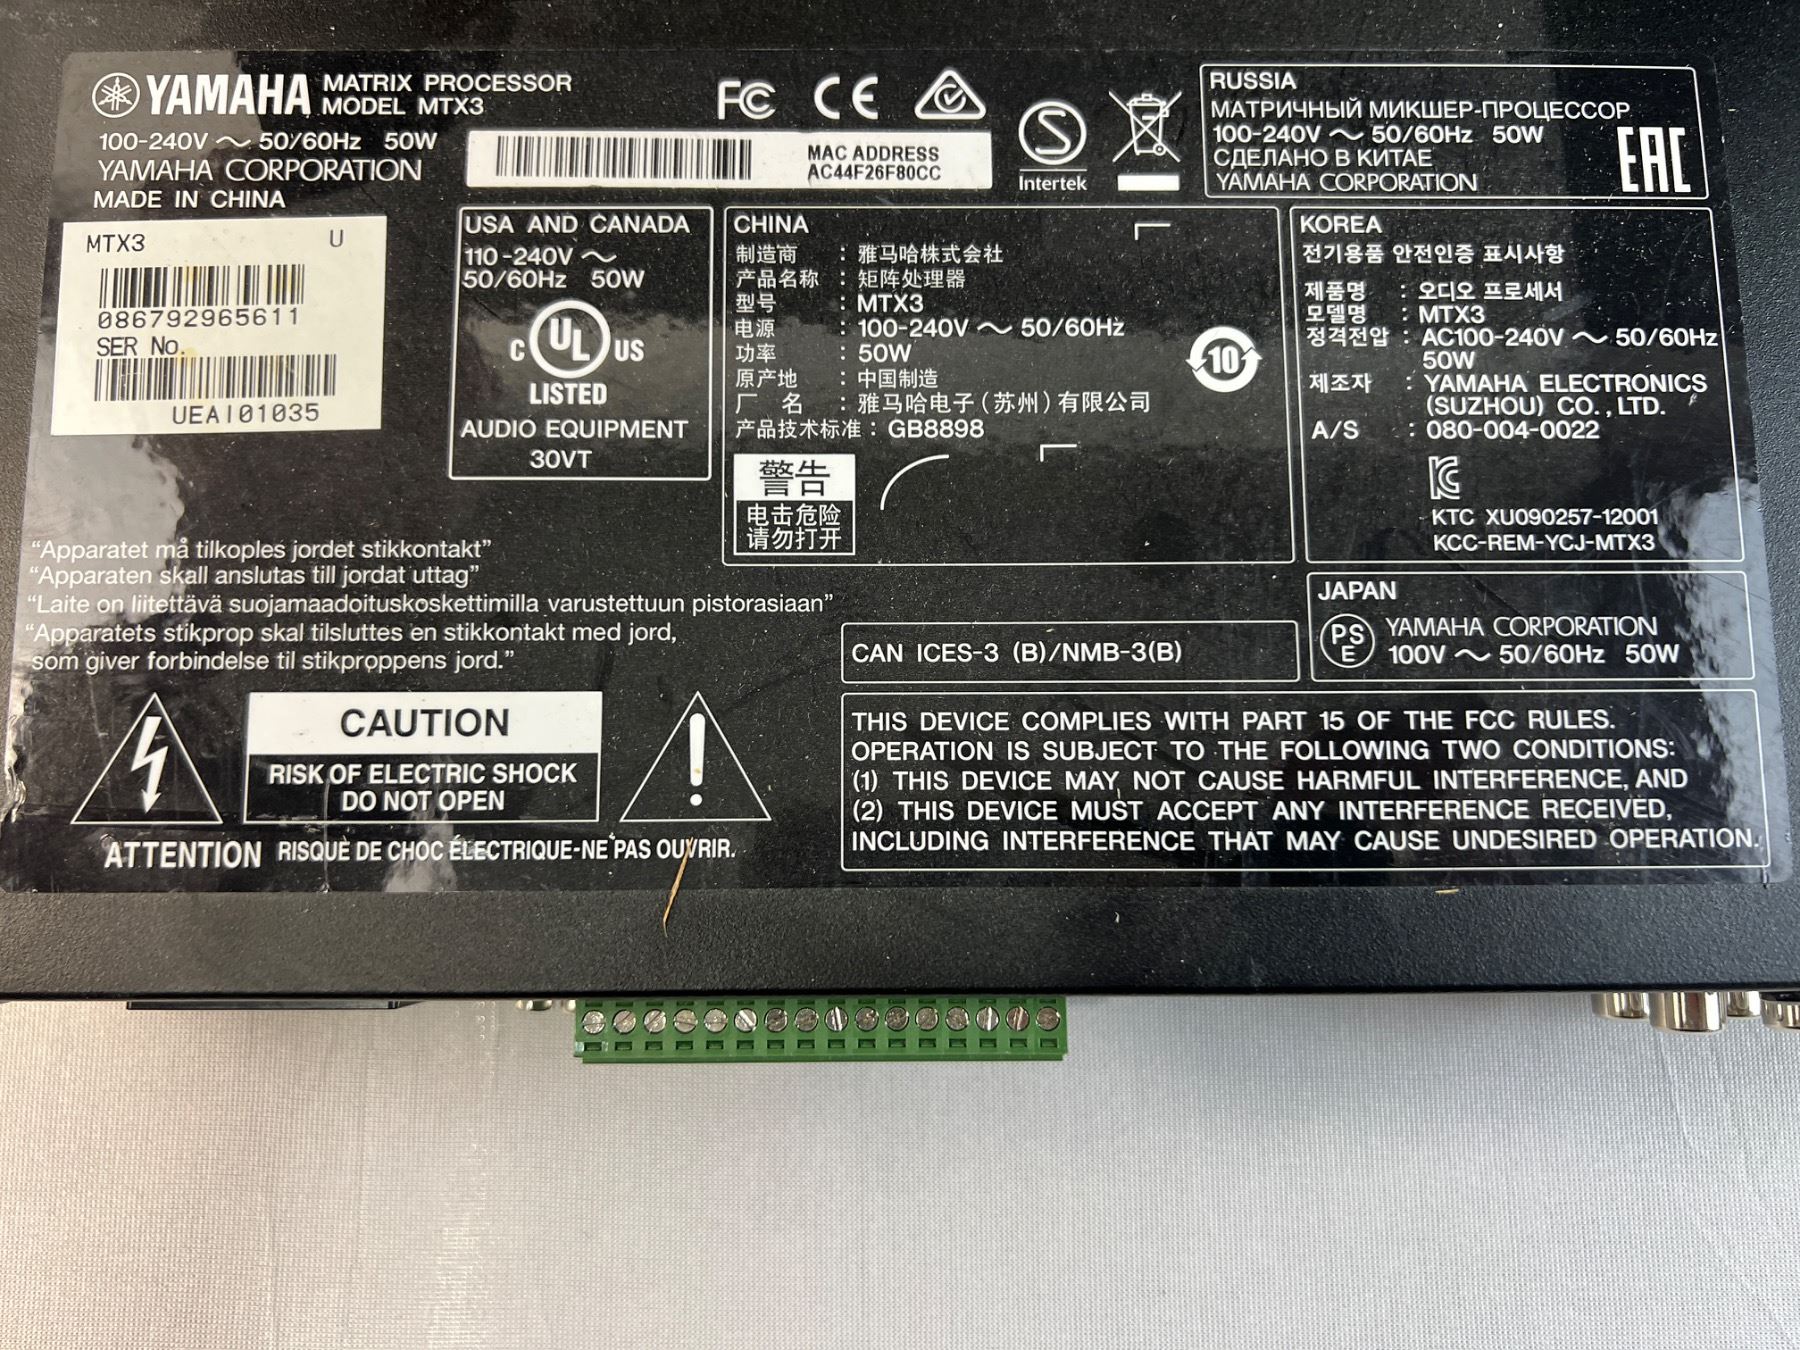 YAMAHA MATRIX PROCESSOR
MODEL MTX3
100-240V ～ 50/60Hz 50W
YAMAHA CORPORATION
MADE IN CHINA
MTX3 U
086792965611
SER No.
UEAI01035
FC CE
MAC ADDRESS
AC44F26F80CC
S
Intertek
RUSSIA
МАТРИЧНЫЙ МИКШЕР-ПРОЦЕССОР
100-240V ～ 50/60Hz 50W
СДЕЛАНО В КИТАЕ
YAMAHA CORPORATION
EAC
USA AND CANADA
110-240V ～
50/60Hz 50W
C UL US
LISTED
AUDIO EQUIPMENT
30VT
CHINA
制造商 : 雅马哈株式会社
产品名称 : 矩阵处理器
型号 : MTX3
电源 : 100-240V ～ 50/60Hz
功率 : 50W
原产地 : 中国制造
厂 名 : 雅马哈电子(苏州)有限公司
产品技术标准 : GB8898
10
警告
电击危险
请勿打开
KOREA
전기용품 안전인증 표시사항
제품명 : 오디오 프로세서
모델명 : MTX3
정격전압 : AC100-240V ～ 50/60Hz
50W
제조자 : YAMAHA ELECTRONICS
(SUZHOU) CO., LTD.
A/S : 080-004-0022
KTC XU090257-12001
KCC-REM-YCJ-MTX3
"Apparatet må tilkoples jordet stikkontakt"
"Apparaten skall anslutas till jordat uttag"
"Laite on liitettävä suojamaadoituskoskettimilla varustettuun pistorasiaan"
"Apparatets stikprop skal tilsluttes en stikkontakt med jord,
som giver forbindelse til stikproppens jord."
CAN ICES-3 (B)/NMB-3(B)
JAPAN
PSE YAMAHA CORPORATION
100V ～ 50/60Hz 50W
CAUTION
RISK OF ELECTRIC SHOCK
DO NOT OPEN
ATTENTION RISQUE DE CHOC ÉLECTRIQUE-NE PAS OUVRIR.
THIS DEVICE COMPLIES WITH PART 15 OF THE FCC RULES.
OPERATION IS SUBJECT TO THE FOLLOWING TWO CONDITIONS:
(1) THIS DEVICE MAY NOT CAUSE HARMFUL INTERFERENCE, AND
(2) THIS DEVICE MUST ACCEPT ANY INTERFERENCE RECEIVED,
INCLUDING INTERFERENCE THAT MAY CAUSE UNDESIRED OPERATION.